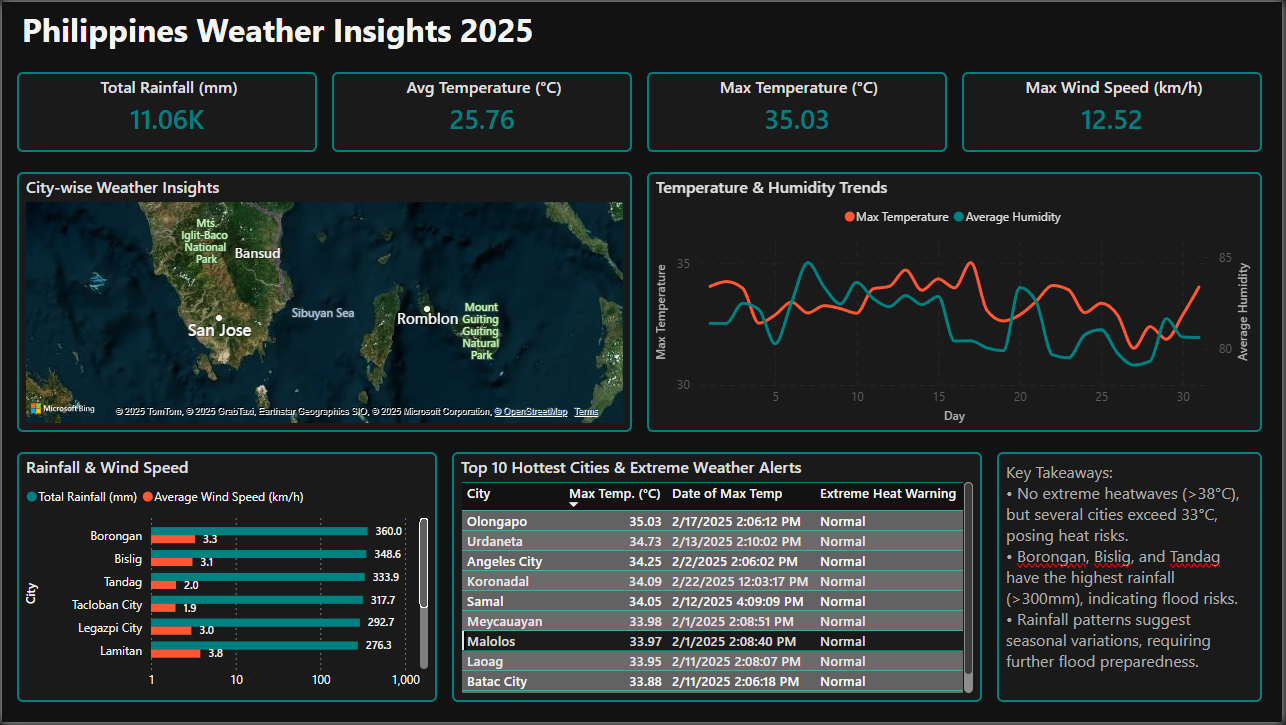 Philippines Weather Insights 2025
Total Rainfall (mm)
11.06K
Avg Temperature (°C)
25.76
Max Temperature (°C)
35.03
Max Wind Speed (km/h)
12.52
City-wise Weather Insights
Mts.
Iglit-Baco
National
Park
Bansud
Sibuyan Sea
San Jose
Romblon
Mount
Guiting
Guiting
Natural
Park
Microsoft Bing
© 2025 TomTom, © 2025 GrabTaxi, Earthstar Geographics SIO, © 2025 Microsoft Corporation, © OpenStreetMap Terms
Temperature & Humidity Trends
Max Temperature Average Humidity
Max Temperature
35
30
85
80
Average Humidity
5 10 15 20 25 30
Day
Rainfall & Wind Speed
Total Rainfall (mm) Average Wind Speed (km/h)
City
Borongan 360.0
3.3
Bislig 348.6
3.1
Tandag 333.9
2.0
Tacloban City 317.7
1.9
Legazpi City 292.7
3.0
Lamitan 276.3
3.8
1 10 100 1,000
Top 10 Hottest Cities & Extreme Weather Alerts
City Max Temp. (°C) Date of Max Temp Extreme Heat Warning
Olongapo 35.03 2/17/2025 2:06:12 PM Normal
Urdaneta 34.73 2/13/2025 2:10:02 PM Normal
Angeles City 34.25 2/2/2025 2:06:02 PM Normal
Koronadal 34.09 2/22/2025 12:03:17 PM Normal
Samal 34.05 2/12/2025 4:09:09 PM Normal
Meycauayan 33.98 2/1/2025 2:08:51 PM Normal
Malolos 33.97 2/1/2025 2:08:40 PM Normal
Laoag 33.95 2/11/2025 2:08:07 PM Normal
Batac City 33.88 2/11/2025 2:06:18 PM Normal
Key Takeaways:
• No extreme heatwaves (>38°C),
but several cities exceed 33°C,
posing heat risks.
• Borongan, Bislig, and Tandag
have the highest rainfall
(>300mm), indicating flood risks.
• Rainfall patterns suggest
seasonal variations, requiring
further flood preparedness.